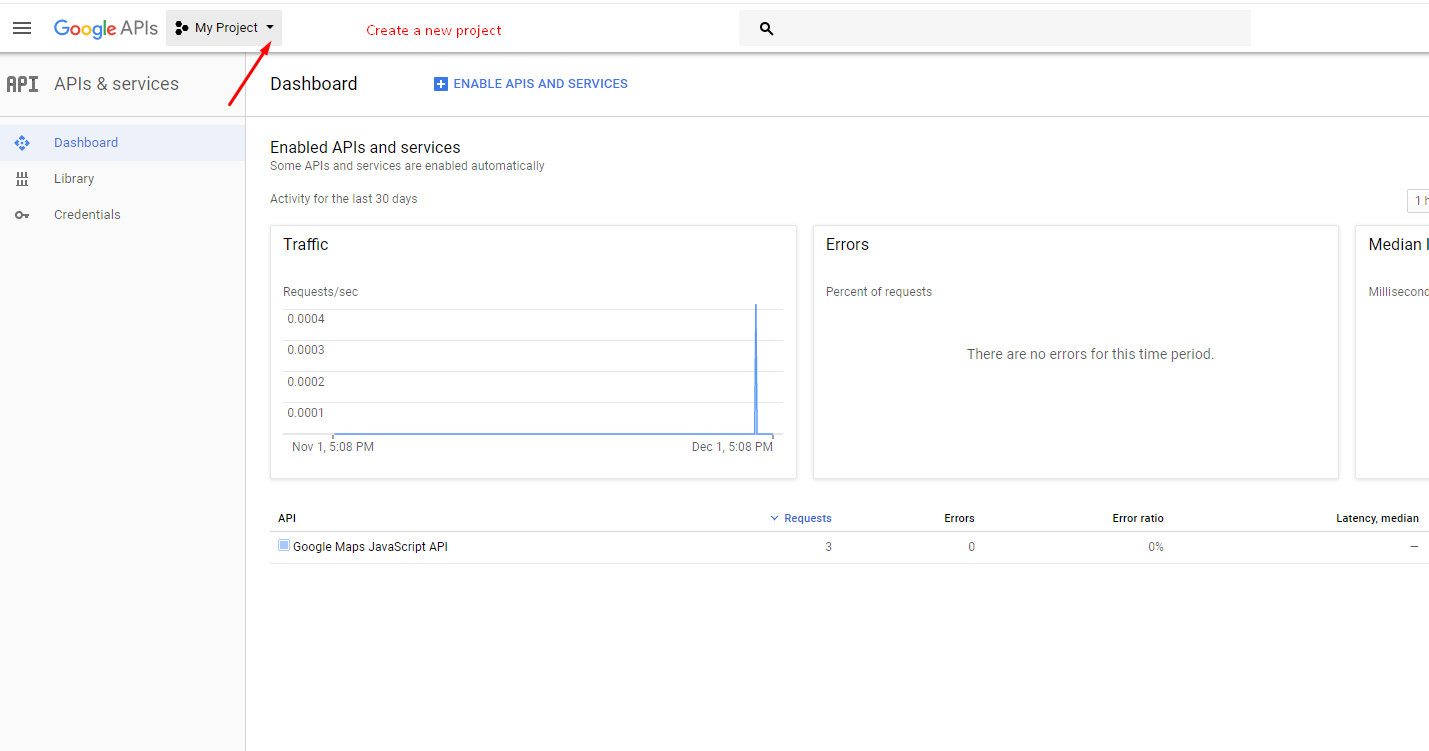 Google APIs My Project Create a new project
API APIs & services
Dashboard ENABLE APIS AND SERVICES
Dashboard
Library
Credentials
Enabled APIs and services
Some APIs and services are enabled automatically
Activity for the last 30 days
1 h
Traffic
Requests/sec
0.0004
0.0003
0.0002
0.0001
Nov 1, 5:08 PM Dec 1, 5:08 PM
Errors
Percent of requests
There are no errors for this time period.
Median l
Millisecond
API Requests Errors Error ratio Latency, median
Google Maps JavaScript API 3 0 0% —